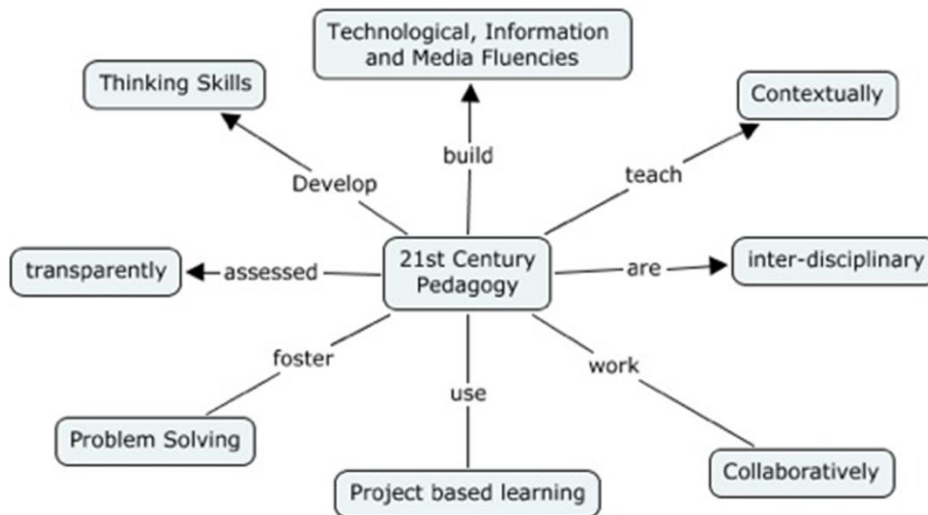 Technological, Information
and Media Fluencies
Thinking Skills
Contextually
build
teach
Develop
21st Century
Pedagogy
transparently
assessed
are
inter-disciplinary
foster
work
use
Problem Solving
Collaboratively
Project based learning